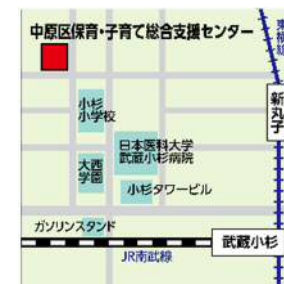 中原区保育・子育て総合支援センター
東横線
新丸子
小杉
小学校
日本医科大学
武蔵小杉病院
大西
学園
小杉タワービル
ガソリンスタンド
武蔵小杉
JR南武線